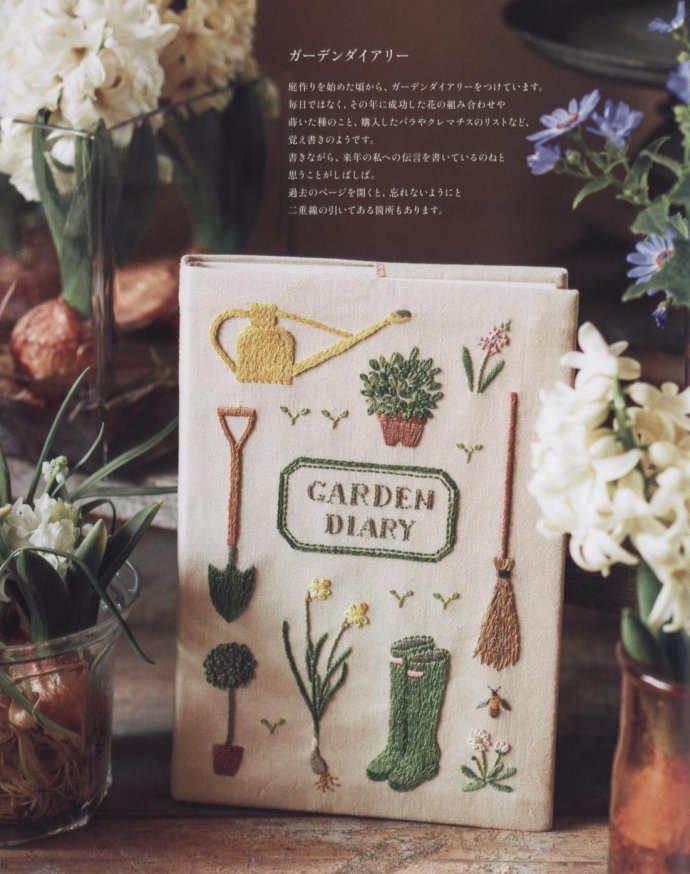 ガーデンダイアリー
庭作りを始めた頃から、ガーデンダイアリーをつけています。
毎日ではなく、その年に成功した花の組み合わせや
蒔いた種のこと、購入したバラやクレマチスのリストなど、
覚え書きのようです。
書きながら、来年の私への伝言を書いているのねと
思うことがしばしば。
過去のページを開くと、忘れないようにと
二重線の引いてある箇所もあります。
GARDEN
DIARY